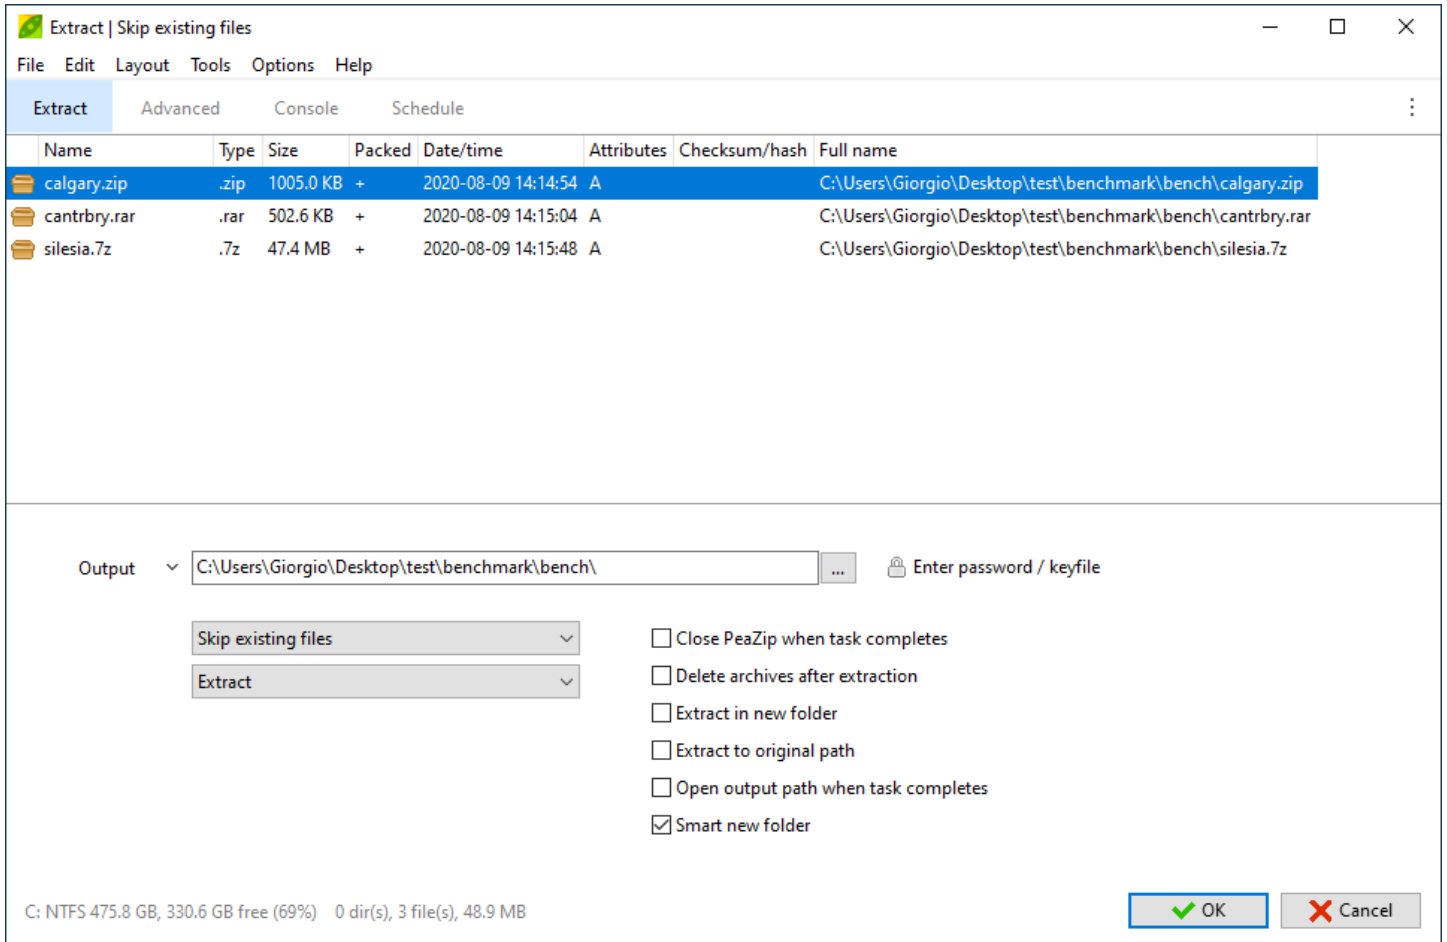 Extract | Skip existing files
File Edit Layout Tools Options Help
Extract Advanced Console Schedule
Name Type Size Packed Date/time Attributes Checksum/hash Full name
calgary.zip .zip 1005.0 KB + 2020-08-09 14:14:54 A C:\Users\Giorgio\Desktop\test\benchmark\bench\calgary.zip
cantrbry.rar .rar 502.6 KB + 2020-08-09 14:15:04 A C:\Users\Giorgio\Desktop\test\benchmark\bench\cantrbry.rar
silesia.7z .7z 47.4 MB + 2020-08-09 14:15:48 A C:\Users\Giorgio\Desktop\test\benchmark\bench\silesia.7z
Output C:\Users\Giorgio\Desktop\test\benchmark\bench\ ... Enter password / keyfile
Skip existing files
Extract
Close PeaZip when task completes
Delete archives after extraction
Extract in new folder
Extract to original path
Open output path when task completes
Smart new folder
C: NTFS 475.8 GB, 330.6 GB free (69%) 0 dir(s), 3 file(s), 48.9 MB
OK Cancel